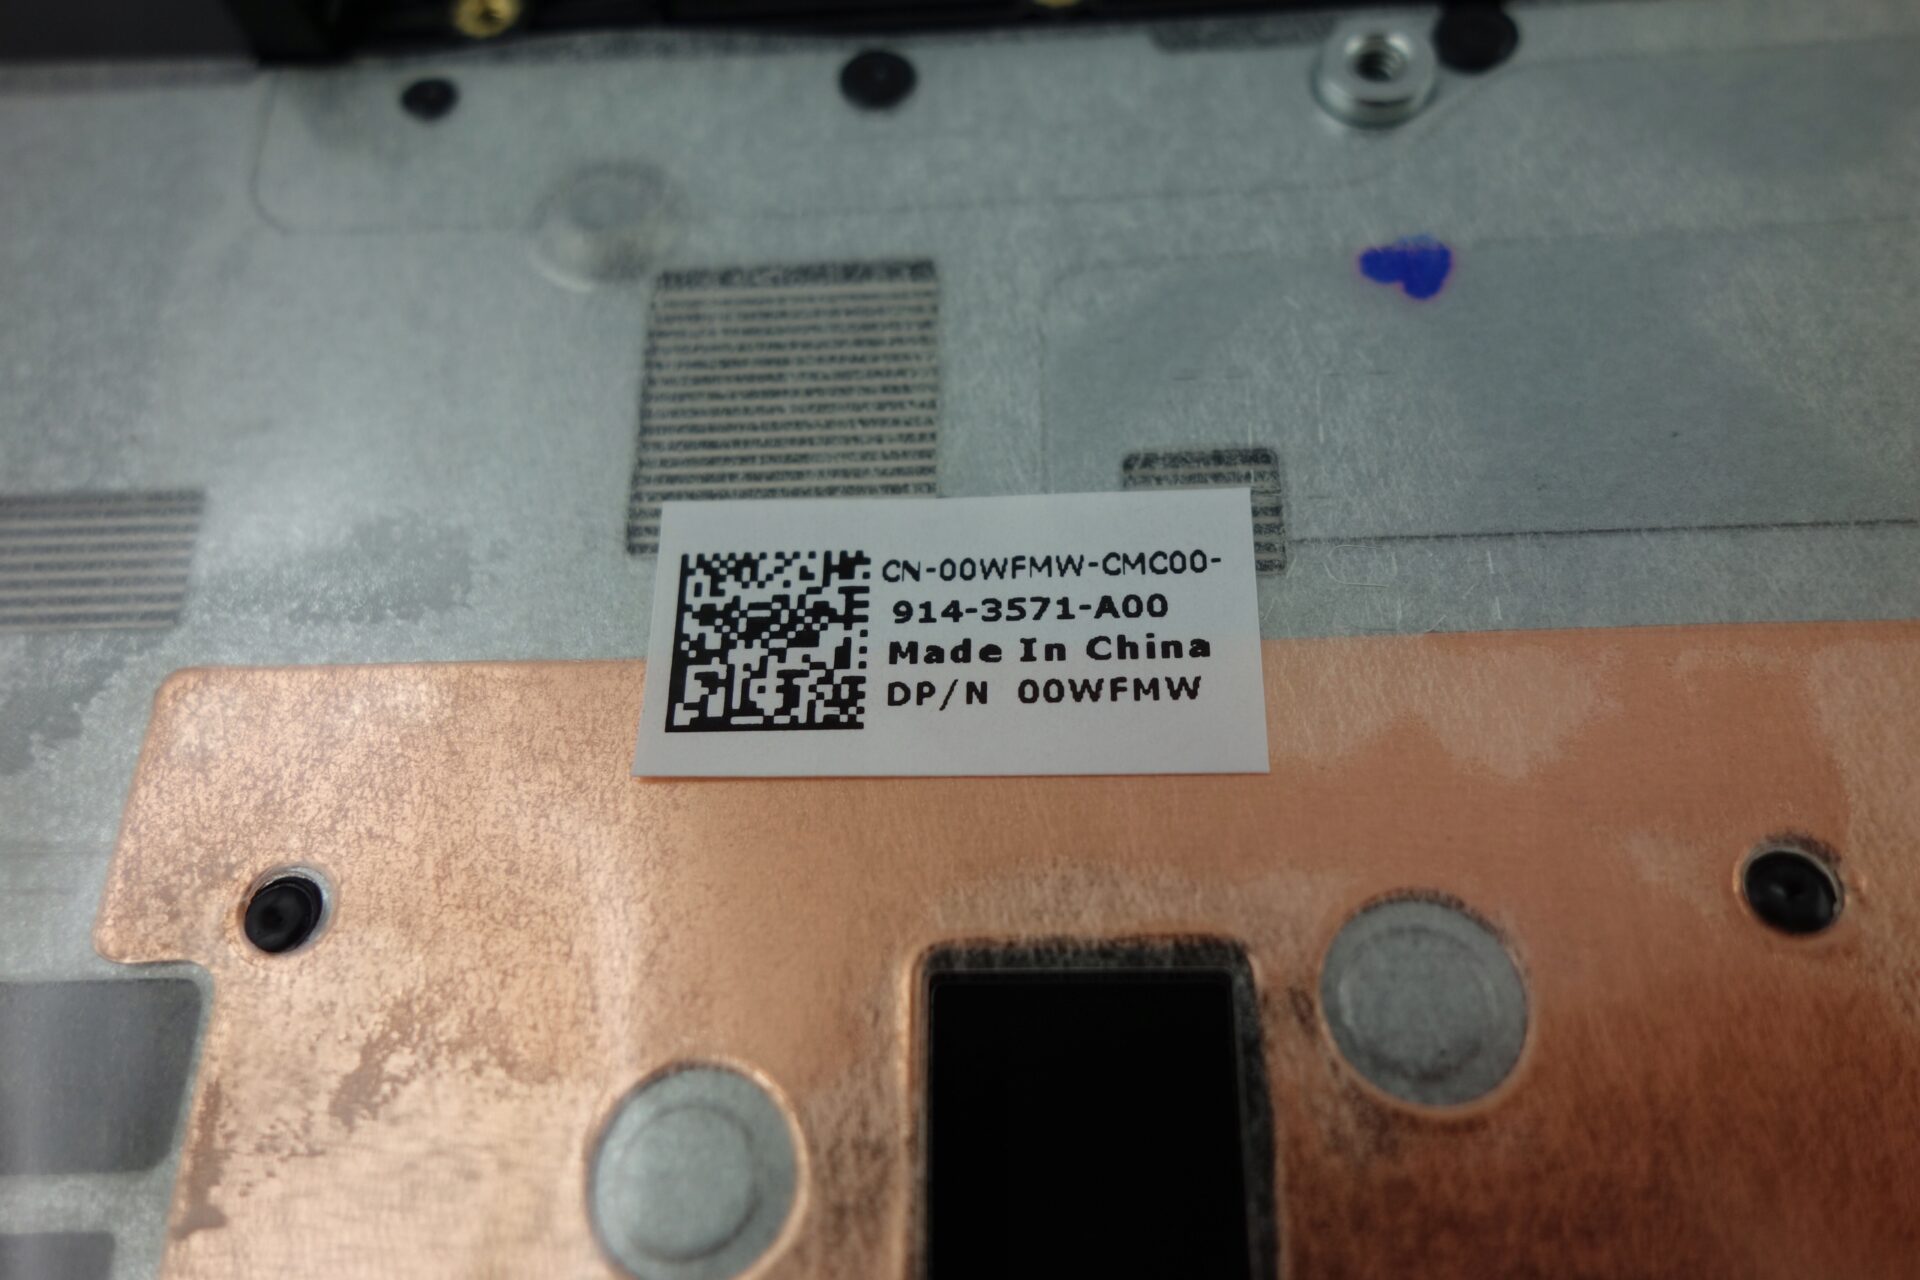 CN-00WFMW-CMC00-
914-3571-A00
Made In China
DP/N 00WFMW